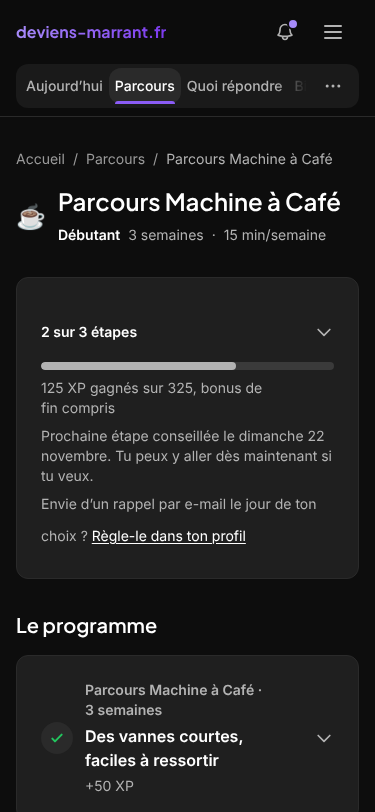 deviens-marrant.fr
Aujourd'hui Parcours Quoi répondre
Accueil / Parcours / Parcours Machine à Café
Parcours Machine à Café
Débutant 3 semaines · 15 min/semaine
2 sur 3 étapes
125 XP gagnés sur 325, bonus de
fin compris
Prochaine étape conseillée le dimanche 22
novembre. Tu peux y aller dès maintenant si
tu veux.
Envie d'un rappel par e-mail le jour de ton
choix ? Règle-le dans ton profil
Le programme
Parcours Machine à Café ·
3 semaines
Des vannes courtes,
faciles à ressortir
+50 XP